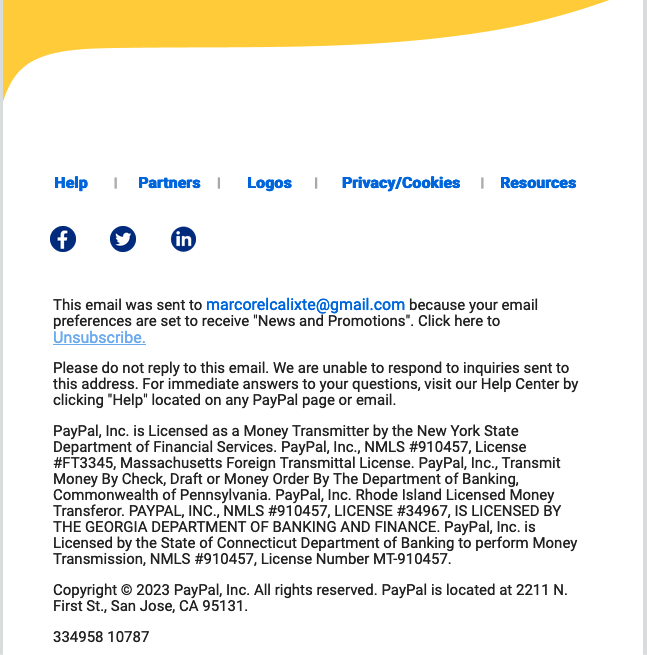 Help | Partners | Logos | Privacy/Cookies | Resources
This email was sent to marcorelcalixte@gmail.com because your email
preferences are set to receive "News and Promotions". Click here to
Unsubscribe.
Please do not reply to this email. We are unable to respond to inquiries sent to
this address. For immediate answers to your questions, visit our Help Center by
clicking "Help" located on any PayPal page or email.
PayPal, Inc. is Licensed as a Money Transmitter by the New York State
Department of Financial Services. PayPal, Inc., NMLS #910457, License
#FT3345, Massachusetts Foreign Transmittal License. PayPal, Inc., Transmit
Money By Check, Draft or Money Order By The Department of Banking,
Commonwealth of Pennsylvania. PayPal, Inc. Rhode Island Licensed Money
Transferor. PAYPAL, INC., NMLS #910457, LICENSE #34967, IS LICENSED BY
THE GEORGIA DEPARTMENT OF BANKING AND FINANCE. PayPal, Inc. is
Licensed by the State of Connecticut Department of Banking to perform Money
Transmission, NMLS #910457, License Number MT-910457.
Copyright © 2023 PayPal, Inc. All rights reserved. PayPal is located at 2211 N.
First St., San Jose, CA 95131.
334958 10787